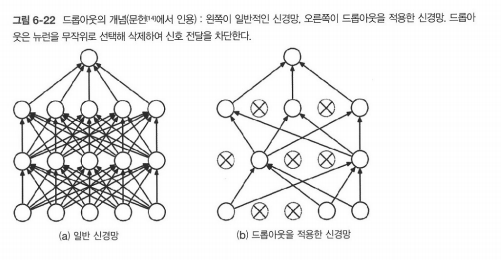 그림 6-22 드롭아웃의 개념(문헌[14]에서 인용) : 왼쪽이 일반적인 신경망, 오른쪽이 드롭아웃을 적용한 신경망. 드롭아
웃은 뉴런을 무작위로 선택해 삭제하여 신호 전달을 차단한다.
(a) 일반 신경망
(b) 드롭아웃을 적용한 신경망